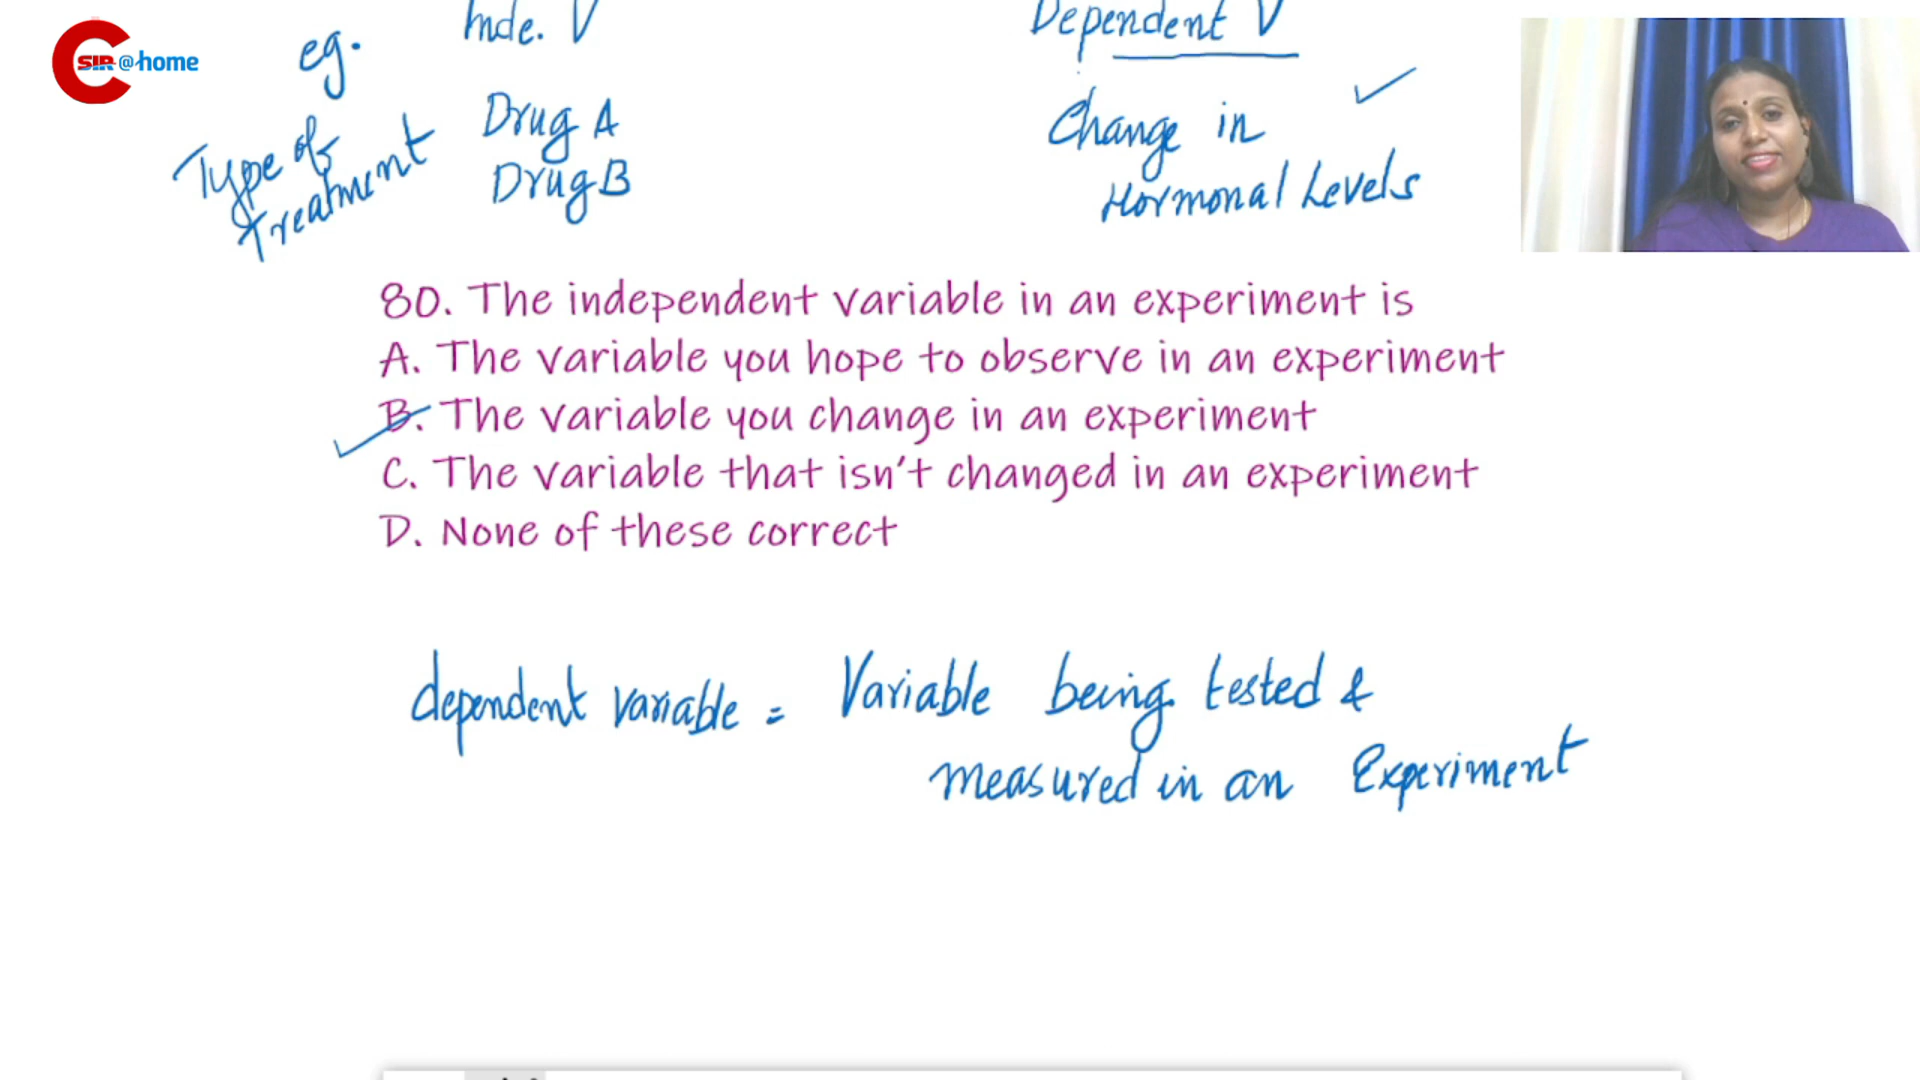 CSIR@home
eg.
Inde. V
Dependent V
Type of
Treatment
Drug A
Drug B
Change in
Hormonal Levels
80. The independent variable in an experiment is
A. The variable you hope to observe in an experiment
B. The variable you change in an experiment
C. The variable that isn't changed in an experiment
D. None of these correct
dependent variable = Variable being tested &
measured in an Experiment